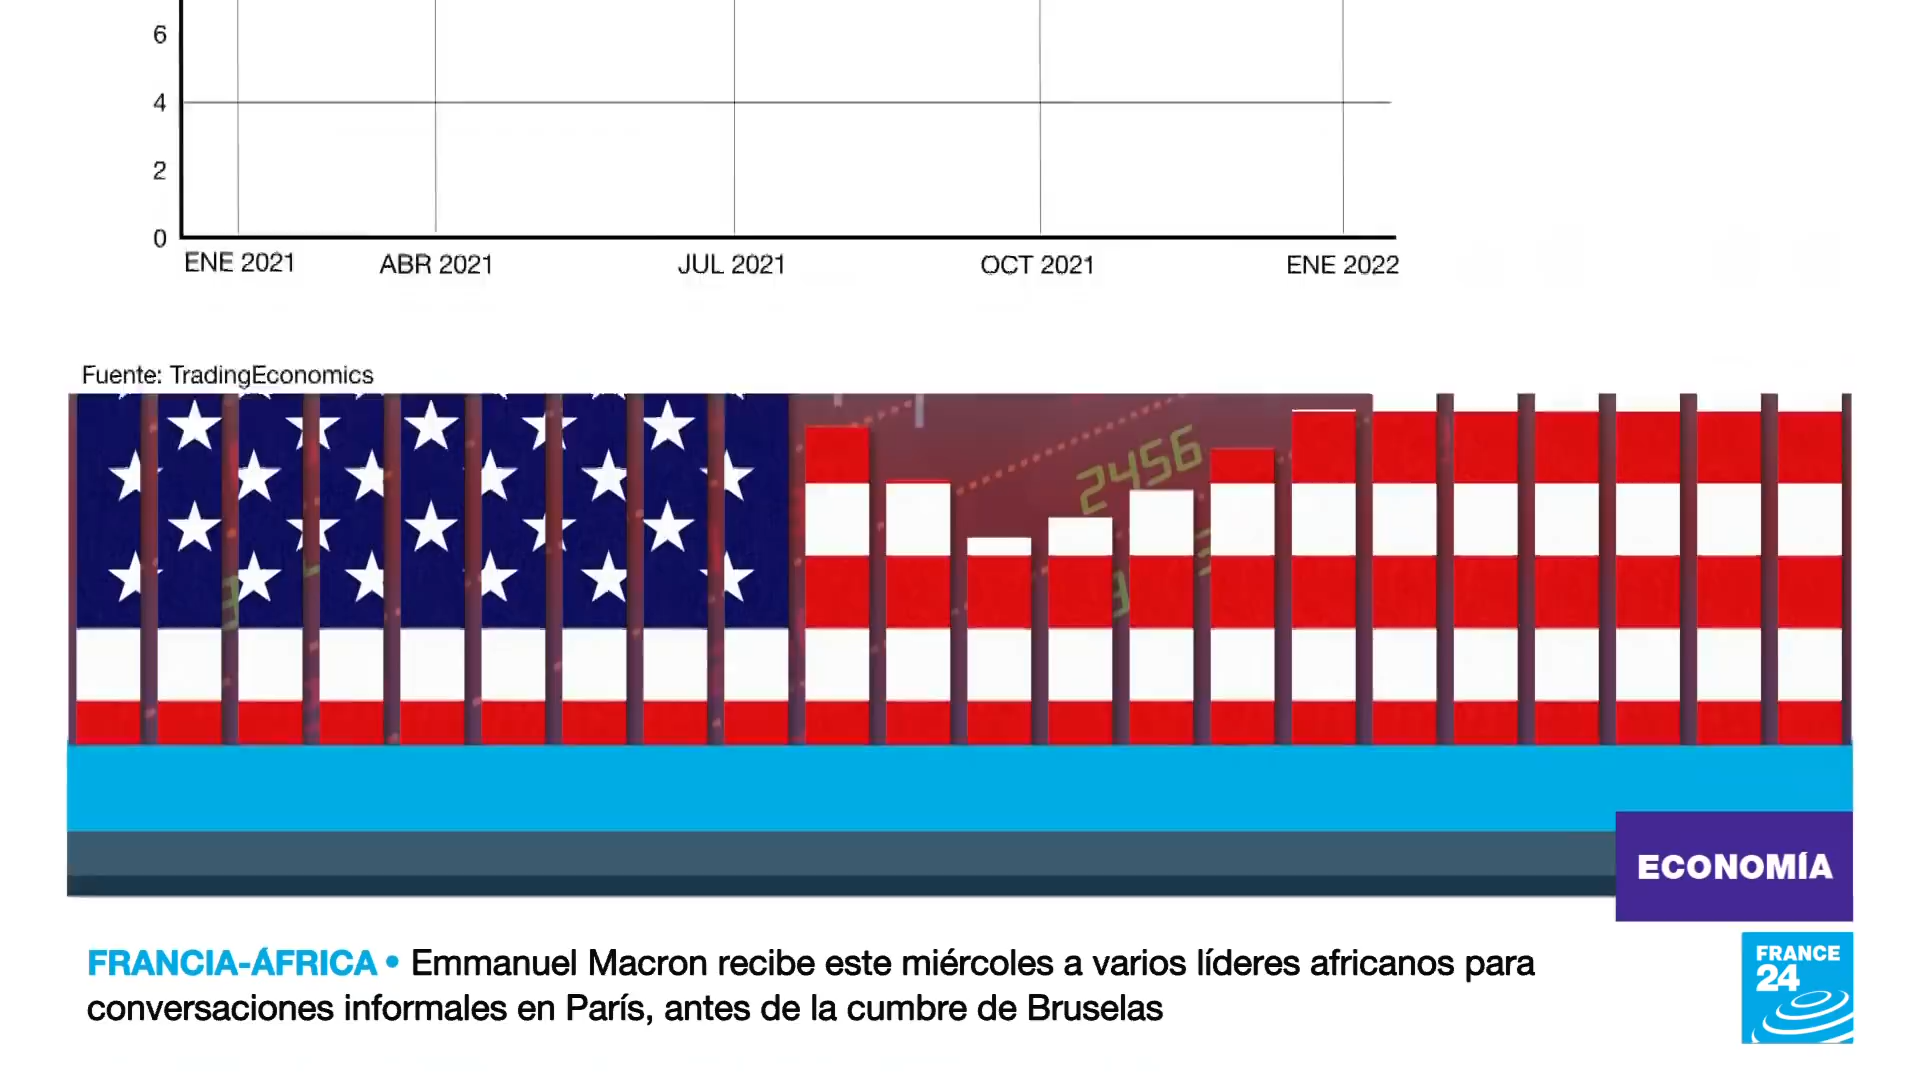 6
4
2
0
ENE 2021 ABR 2021 JUL 2021 OCT 2021 ENE 2022
Fuente: TradingEconomics
2456
ECONOMÍA
FRANCIA-ÁFRICA • Emmanuel Macron recibe este miércoles a varios líderes africanos para
conversaciones informales en París, antes de la cumbre de Bruselas
FRANCE
24